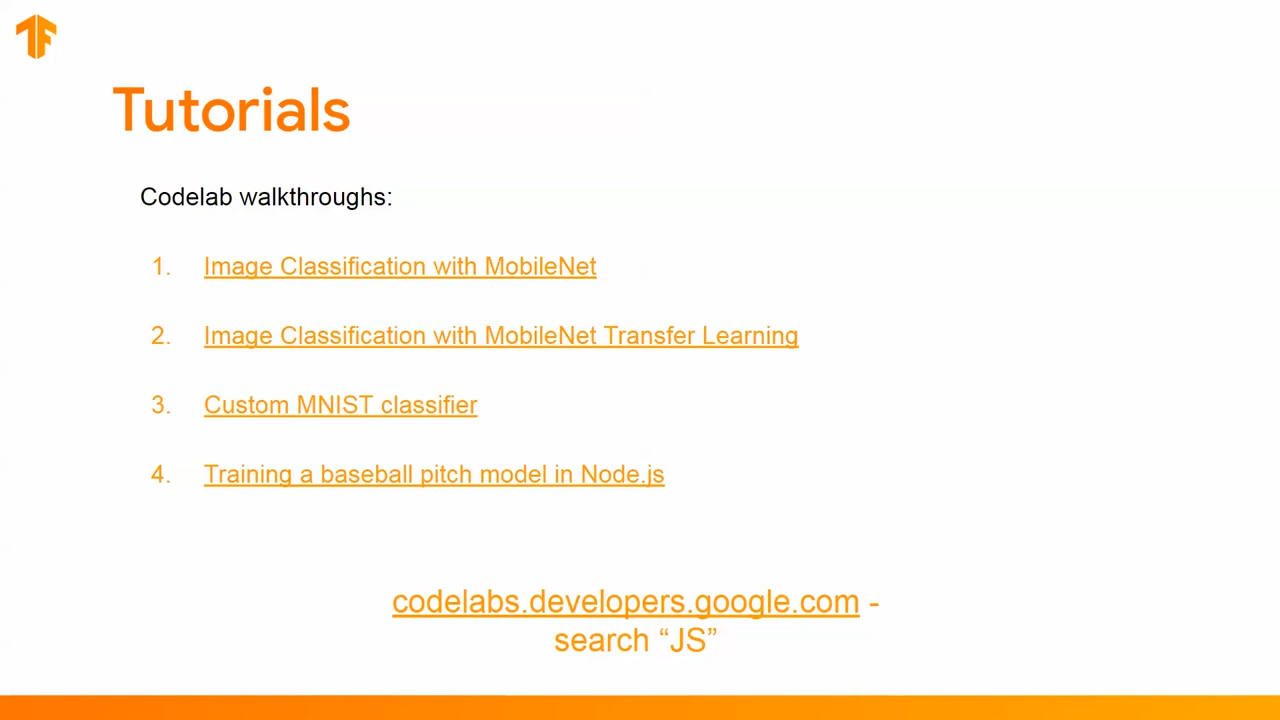 Tutorials
Codelab walkthroughs:
1. Image Classification with MobileNet
2. Image Classification with MobileNet Transfer Learning
3. Custom MNIST classifier
4. Training a baseball pitch model in Node.js
codelabs.developers.google.com -
search “JS”